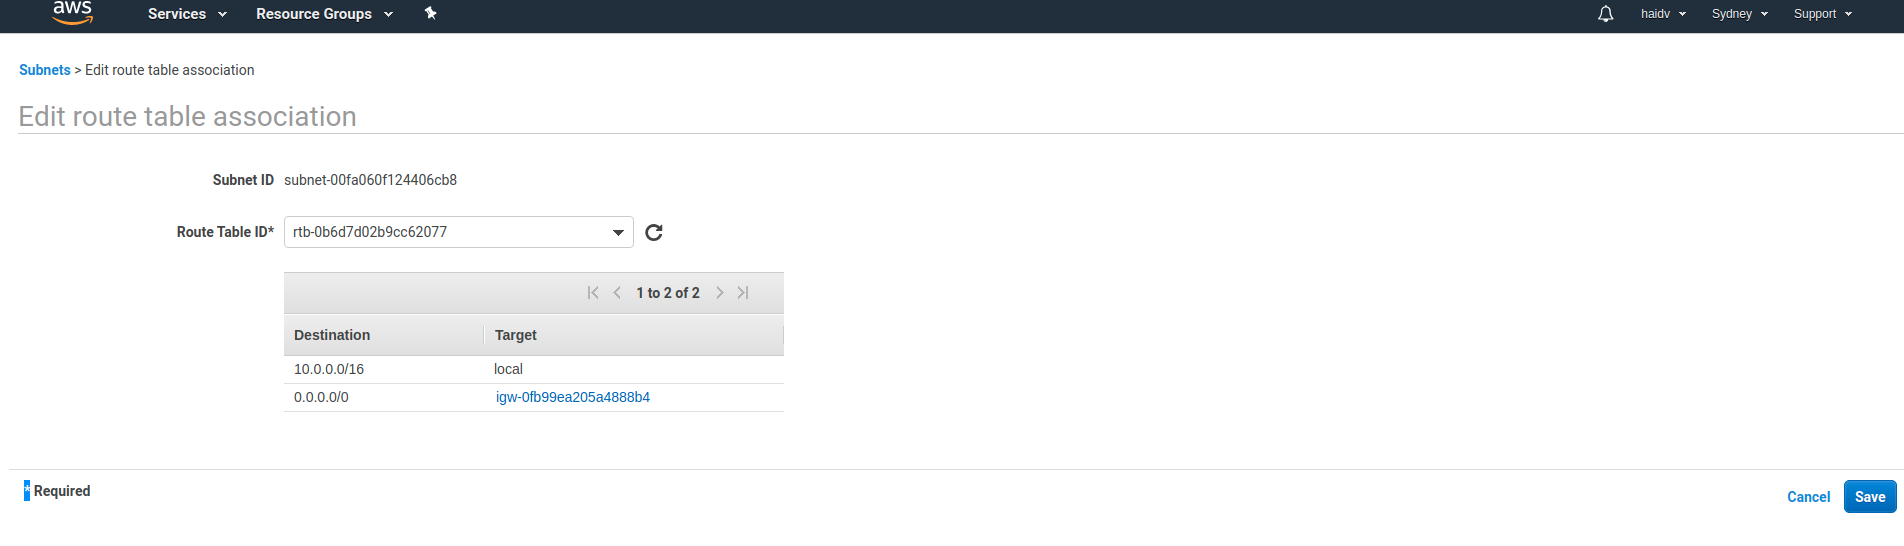 aws Services Resource Groups haidv Sydney Support
Subnets > Edit route table association
Edit route table association
Subnet ID subnet-00fa060f124406cb8
Route Table ID* rtb-0b6d7d02b9cc62077
1 to 2 of 2
Destination Target
10.0.0.0/16 local
0.0.0.0/0 igw-0fb99ea205a4888b4
* Required
Cancel Save